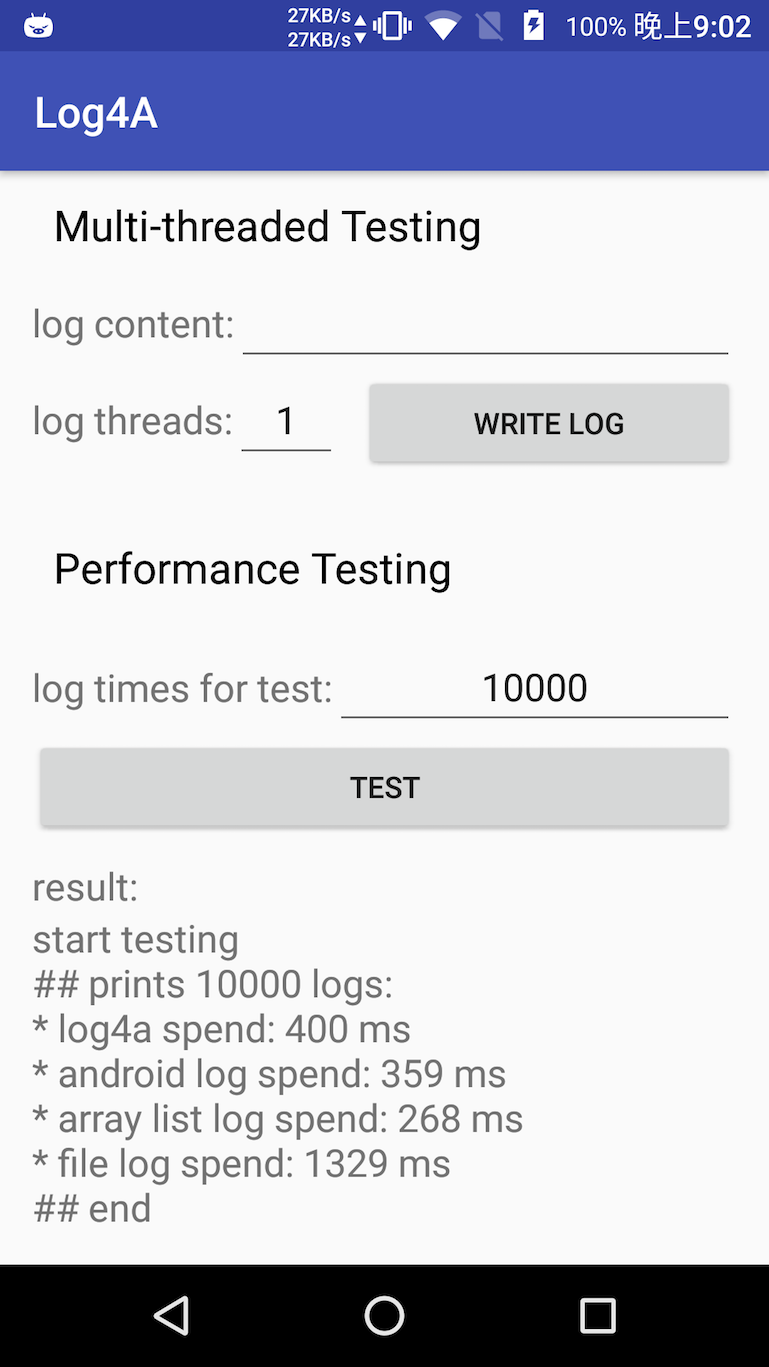 27KB/s
27KB/s
100% 晚上9:02
Log4A
Multi-threaded Testing
log content:
log threads: 1 WRITE LOG
Performance Testing
log times for test: 10000
TEST
result:
start testing
## prints 10000 logs:
* log4a spend: 400 ms
* android log spend: 359 ms
* array list log spend: 268 ms
* file log spend: 1329 ms
## end